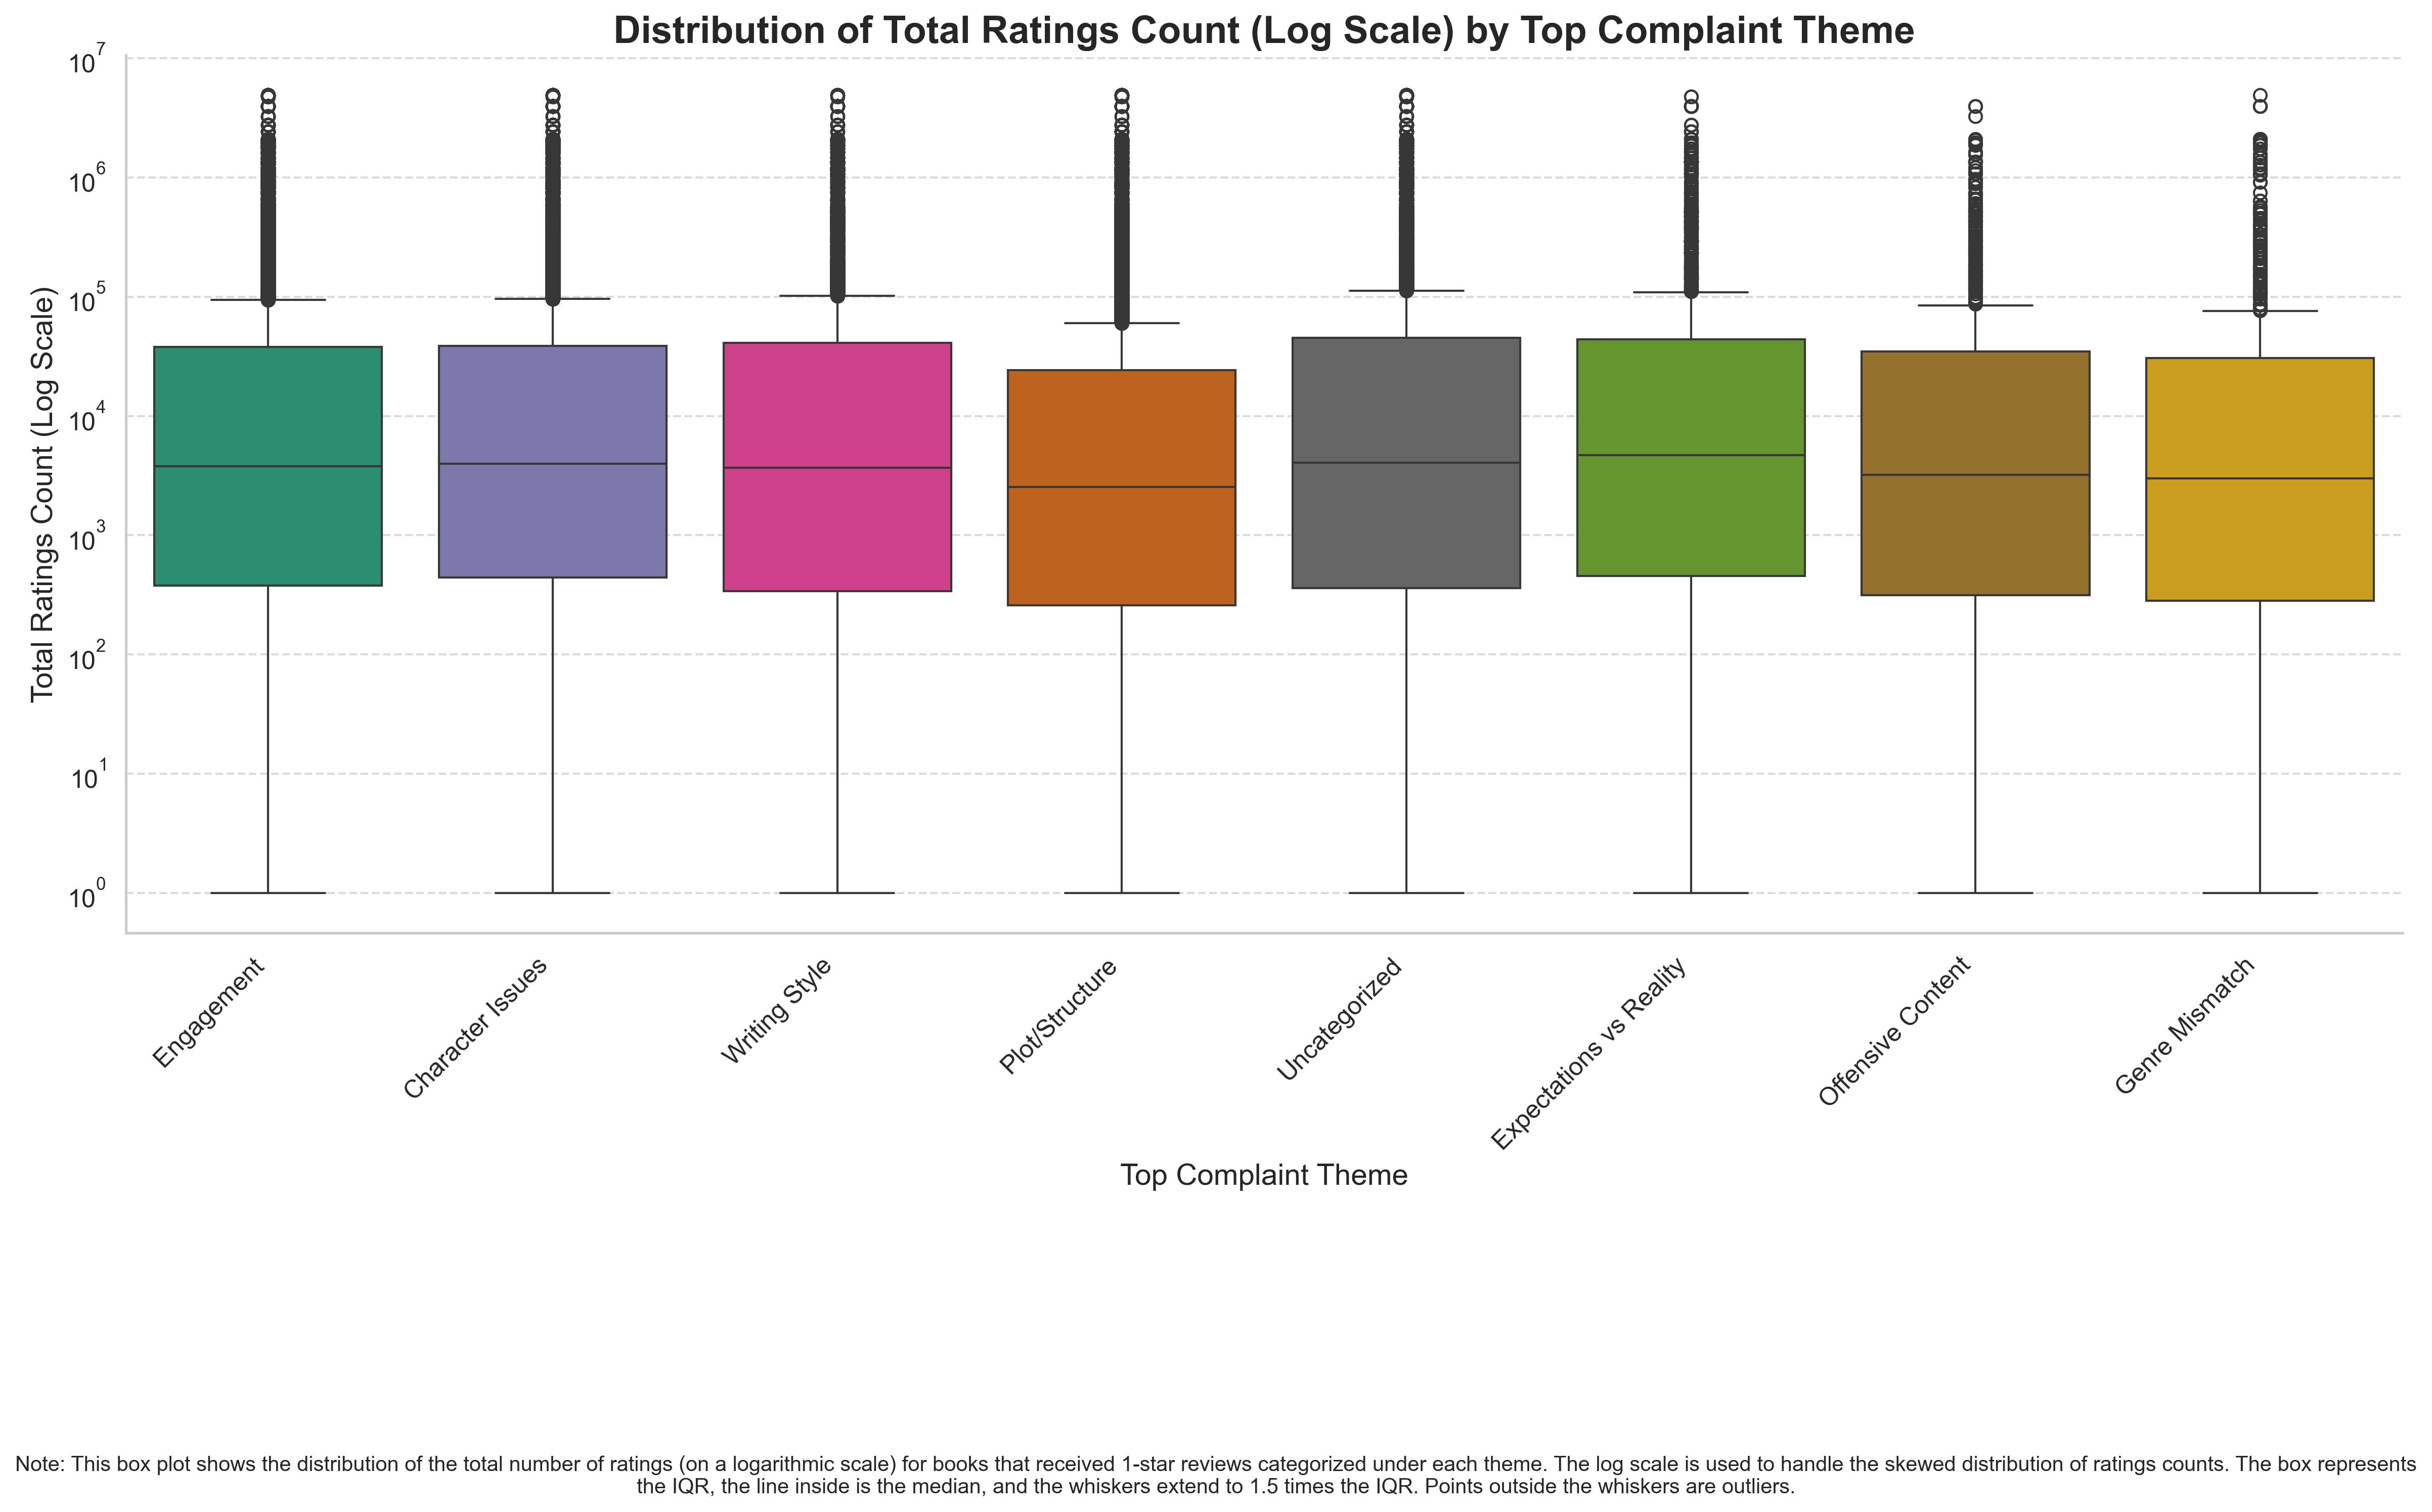 Distribution of Total Ratings Count (Log Scale) by Top Complaint Theme
Total Ratings Count (Log Scale)
10^7
10^6
10^5
10^4
10^3
10^2
10^1
10^0
Engagement
Character Issues
Writing Style
Plot/Structure
Uncategorized
Expectations vs Reality
Offensive Content
Genre Mismatch
Top Complaint Theme
Note: This box plot shows the distribution of the total number of ratings (on a logarithmic scale) for books that received 1-star reviews categorized under each theme. The log scale is used to handle the skewed distribution of ratings counts. The box represents
the IQR, the line inside is the median, and the whiskers extend to 1.5 times the IQR. Points outside the whiskers are outliers.